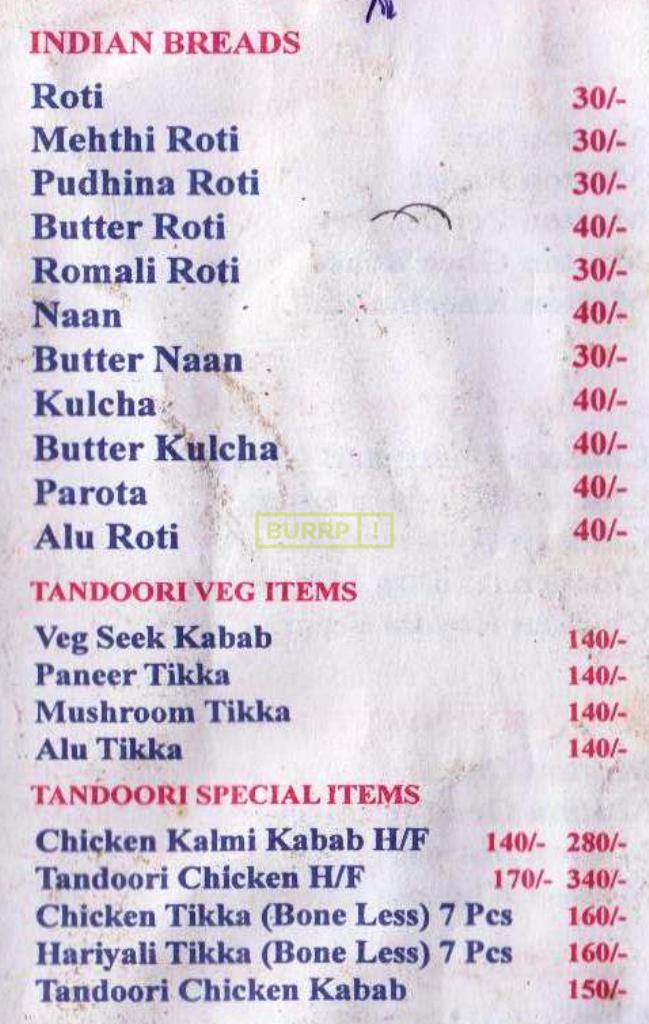 INDIAN BREADS
Roti 30/-
Mehthi Roti 30/-
Pudhina Roti 30/-
Butter Roti 40/-
Romali Roti 30/-
Naan 40/-
Butter Naan 30/-
Kulcha 40/-
Butter Kulcha 40/-
Parota 40/-
Alu Roti 40/-
BURRP!
TANDOORI VEG ITEMS
Veg Seek Kabab 140/-
Paneer Tikka 140/-
Mushroom Tikka 140/-
Alu Tikka 140/-
TANDOORI SPECIAL ITEMS
Chicken Kalmi Kabab H/F 140/- 280/-
Tandoori Chicken H/F 170/- 340/-
Chicken Tikka (Bone Less) 7 Pcs 160/-
Hariyali Tikka (Bone Less) 7 Pcs 160/-
Tandoori Chicken Kabab 150/-